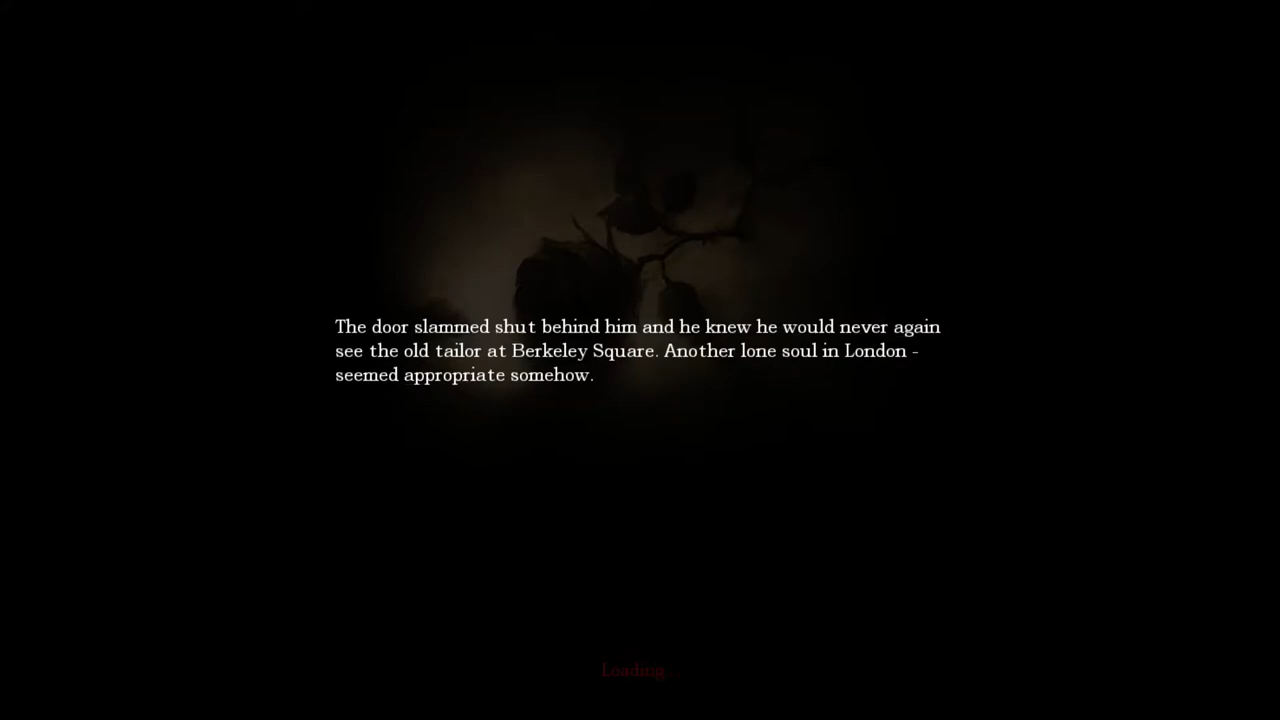 The door slammed shut behind him and he knew he would never again
see the old tailor at Berkeley Square. Another lone soul in London -
seemed appropriate somehow.
Loading...